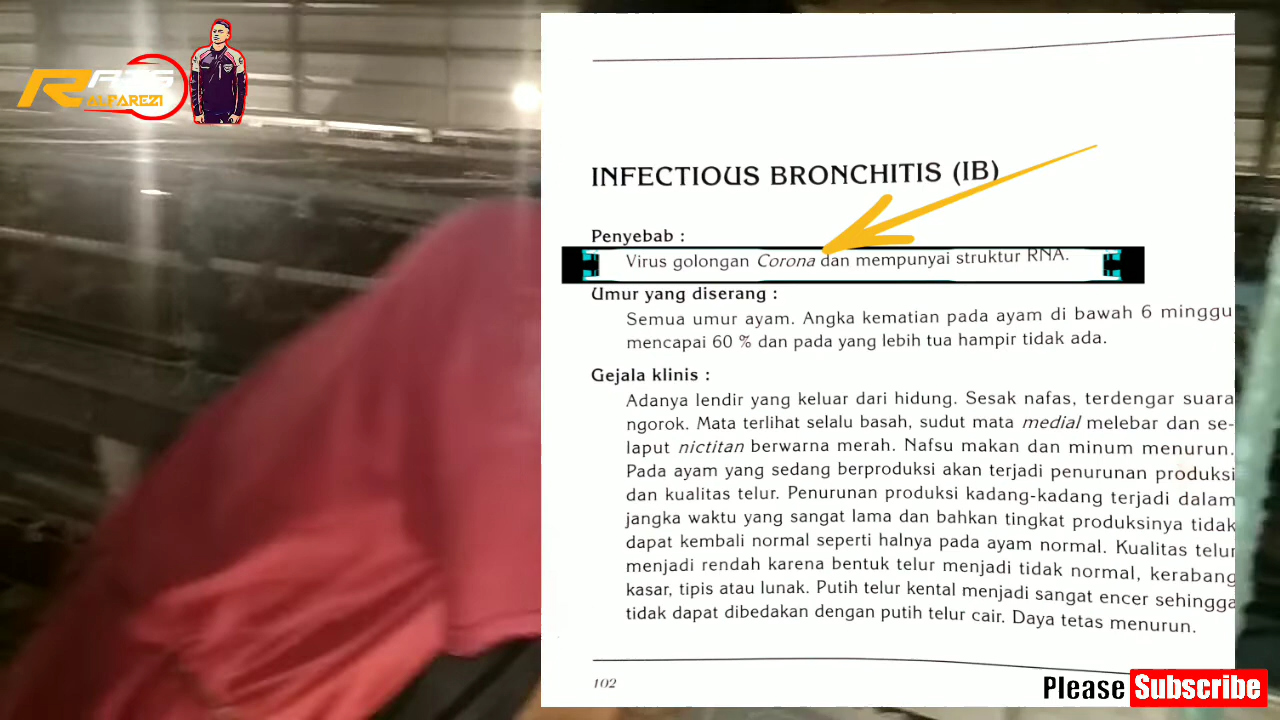 ALFAREZI
INFECTIOUS BRONCHITIS (IB)
Penyebab :
Virus golongan Corona dan mempunyai struktur RNA.
Umur yang diserang :
Semua umur ayam. Angka kematian pada ayam di bawah 6 minggu
mencapai 60 % dan pada yang lebih tua hampir tidak ada.
Gejala klinis :
Adanya lendir yang keluar dari hidung. Sesak nafas, terdengar suara
ngorok. Mata terlihat selalu basah, sudut mata medial melebar dan se-
laput nictitan berwarna merah. Nafsu makan dan minum menurun.
Pada ayam yang sedang berproduksi akan terjadi penurunan produksi
dan kualitas telur. Penurunan produksi kadang-kadang terjadi dalam
jangka waktu yang sangat lama dan bahkan tingkat produksinya tidak
dapat kembali normal seperti halnya pada ayam normal. Kualitas telur
menjadi rendah karena bentuk telur menjadi tidak normal, kerabang
kasar, tipis atau lunak. Putih telur kental menjadi sangat encer sehingga
tidak dapat dibedakan dengan putih telur cair. Daya tetas menurun.
102
Please Subscribe